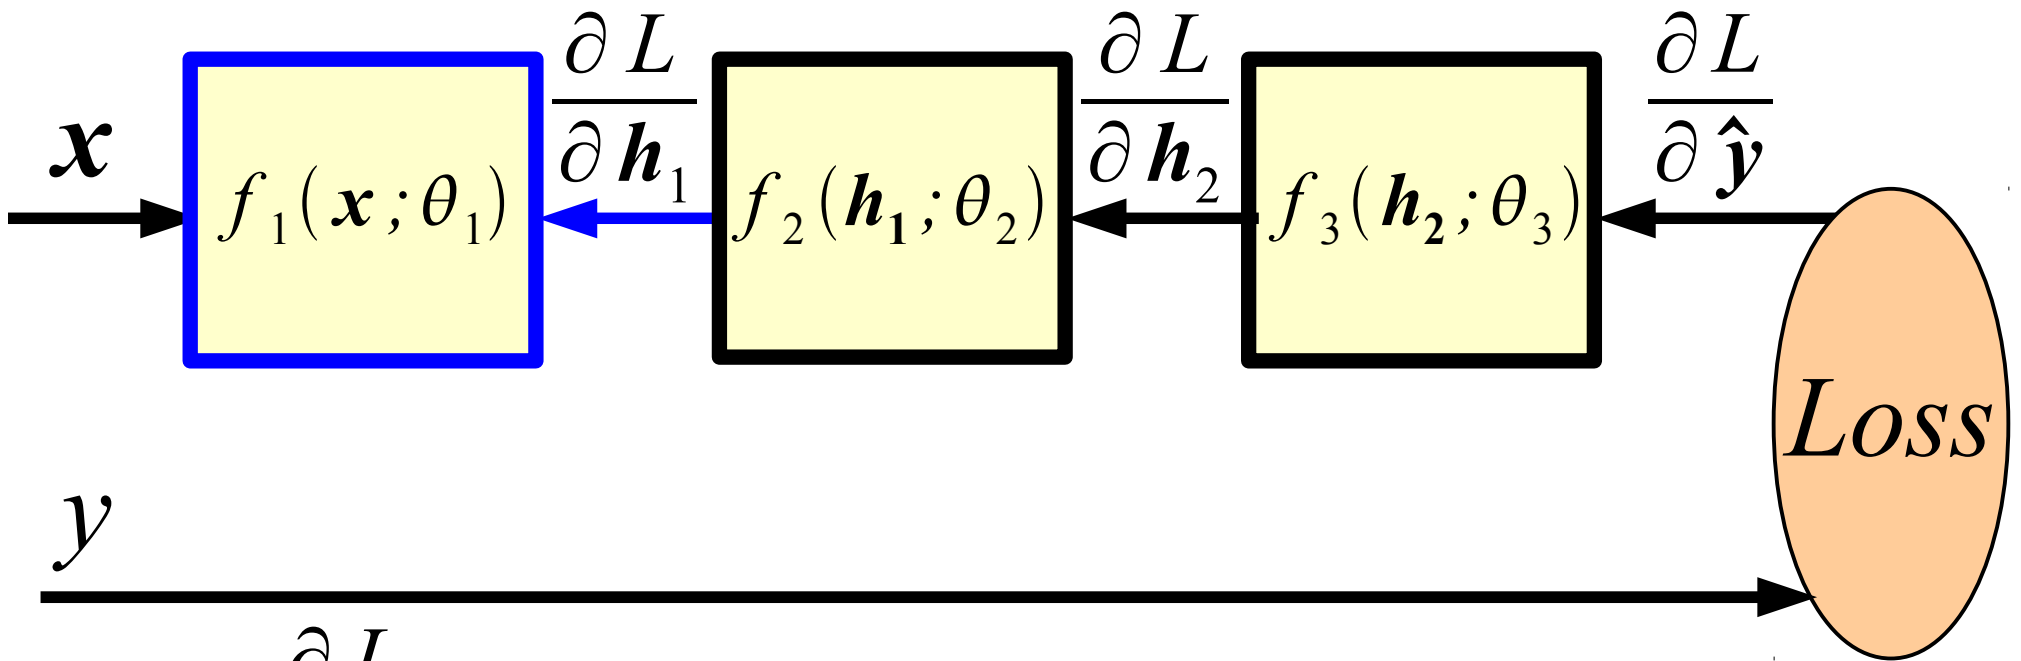 x
f₁(x;θ₁)
∂L/∂h₁
f₂(h₁;θ₂)
∂L/∂h₂
f₃(h₂;θ₃)
∂L/∂ŷ
Loss
y
∂L